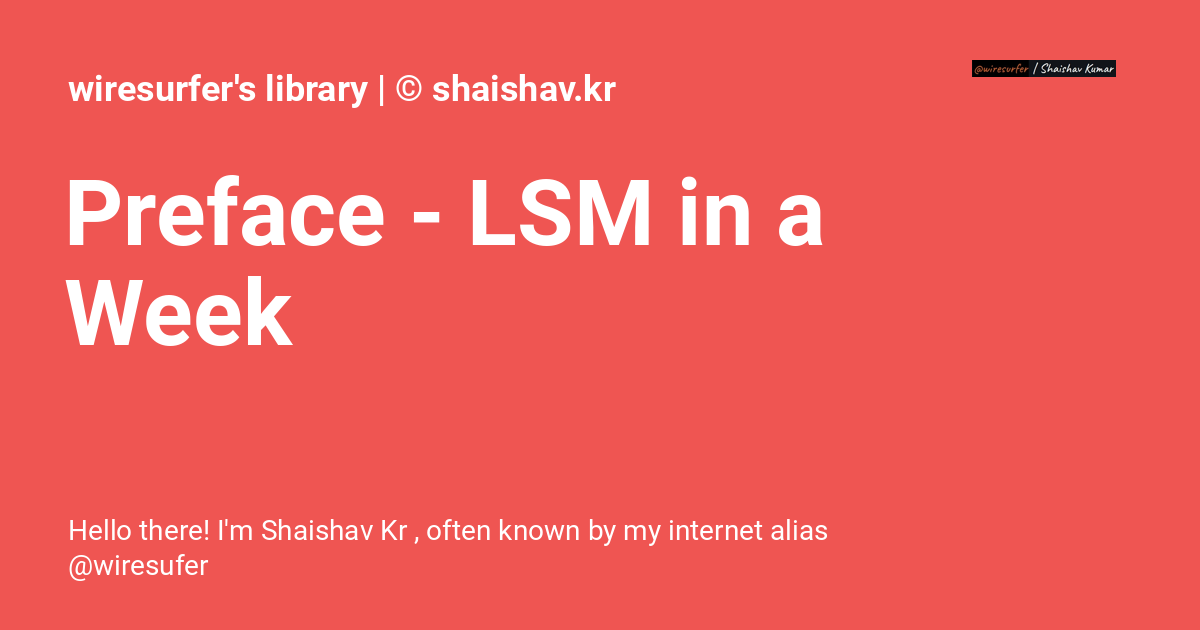 wiresurfer's library | © shaishav.kr
@wiresurfer | Shaishav Kumar
Preface - LSM in a
Week
Hello there! I'm Shaishav Kr , often known by my internet alias
@wiresufer